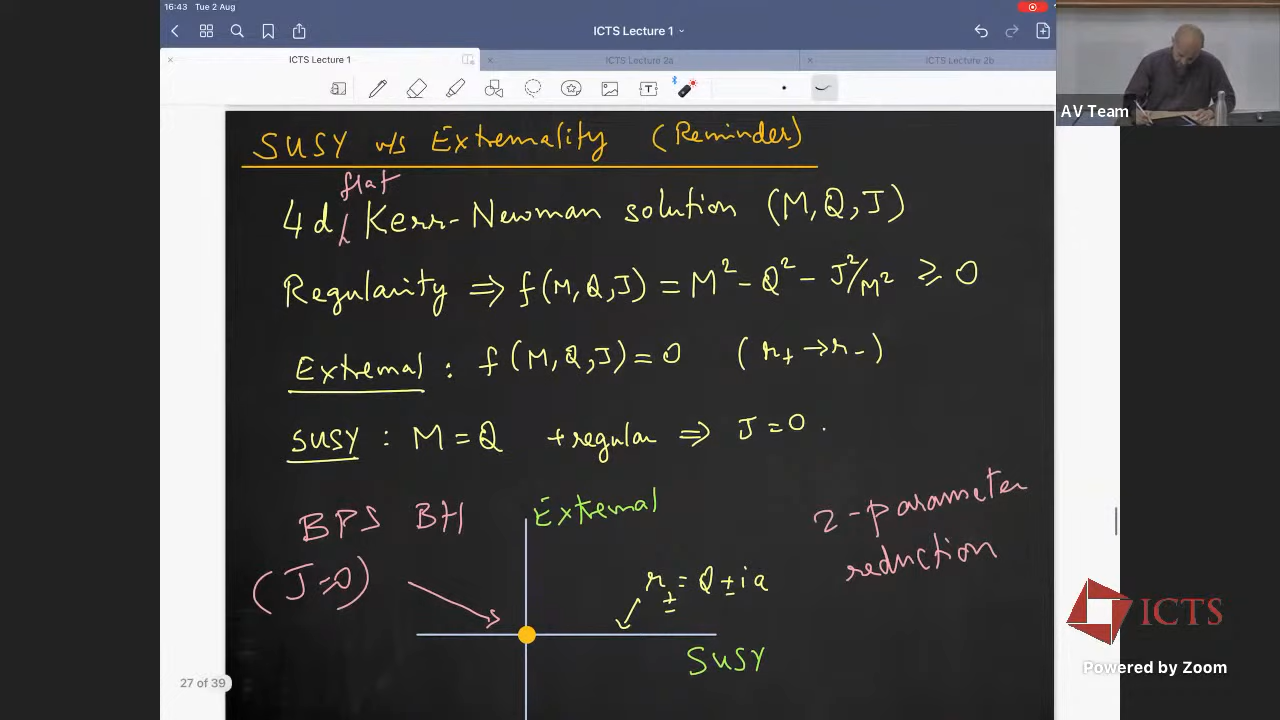 16:43 Tue 2 Aug
ICTS Lecture 1
ICTS Lecture 1
ICTS Lecture 2a
ICTS Lecture 2b
AV Team
SUSY v/s Extremality (Reminder)
flat
4d Kerr-Newman solution (M, Q, J)
Regularity ⇒ f(M, Q, J) = M² - Q² - J²/M² ≥ 0
Extremal : f(M, Q, J) = 0 (r₊ → r₋)
SUSY : M = Q + regular ⇒ J = 0 .
BPS BH
(J=0)
Extremal
2-parameter
reduction
r± = Q ± ia
SUSY
27 of 39
ICTS
Powered by Zoom